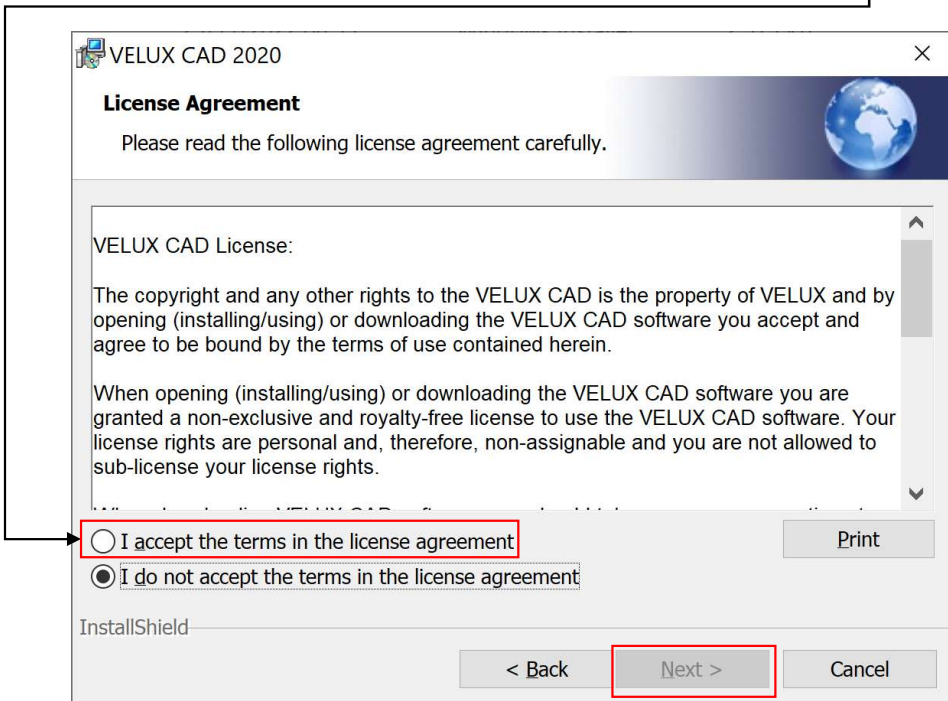 VELUX CAD 2020
License Agreement
Please read the following license agreement carefully.
VELUX CAD License:
The copyright and any other rights to the VELUX CAD is the property of VELUX and by
opening (installing/using) or downloading the VELUX CAD software you accept and
agree to be bound by the terms of use contained herein.
When opening (installing/using) or downloading the VELUX CAD software you are
granted a non-exclusive and royalty-free license to use the VELUX CAD software. Your
license rights are personal and, therefore, non-assignable and you are not allowed to
sub-license your license rights.
I accept the terms in the license agreement
Print
I do not accept the terms in the license agreement
InstallShield
< Back
Next >
Cancel